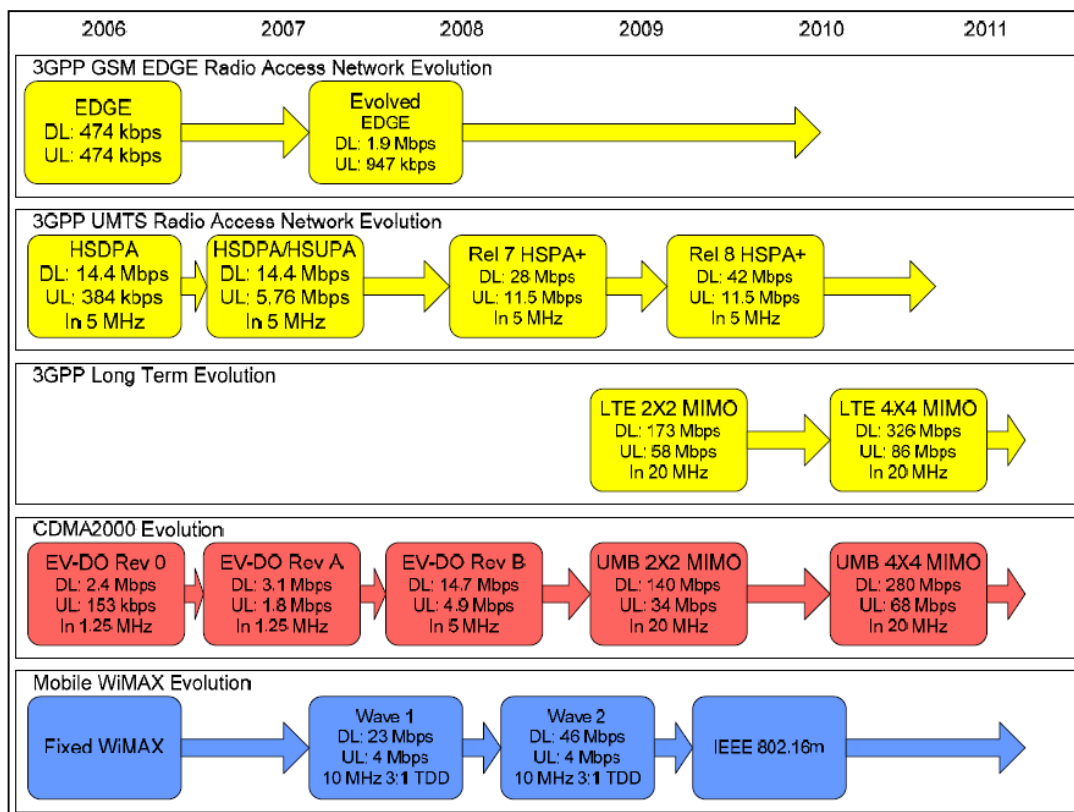 2006 2007 2008 2009 2010 2011
3GPP GSM EDGE Radio Access Network Evolution
EDGE
DL: 474 kbps
UL: 474 kbps
Evolved
EDGE
DL: 1.9 Mbps
UL: 947 kbps
3GPP UMTS Radio Access Network Evolution
HSDPA
DL: 14.4 Mbps
UL: 384 kbps
In 5 MHz
HSDPA/HSUPA
DL: 14.4 Mbps
UL: 5.76 Mbps
In 5 MHz
Rel 7 HSPA+
DL: 28 Mbps
UL: 11.5 Mbps
In 5 MHz
Rel 8 HSPA+
DL: 42 Mbps
UL: 11.5 Mbps
In 5 MHz
3GPP Long Term Evolution
LTE 2X2 MIMO
DL: 173 Mbps
UL: 58 Mbps
In 20 MHz
LTE 4X4 MIMO
DL: 326 Mbps
UL: 86 Mbps
In 20 MHz
CDMA2000 Evolution
EV-DO Rev 0
DL: 2.4 Mbps
UL: 153 kbps
In 1.25 MHz
EV-DO Rev A
DL: 3.1 Mbps
UL: 1.8 Mbps
In 1.25 MHz
EV-DO Rev B
DL: 14.7 Mbps
UL: 4.9 Mbps
In 5 MHz
UMB 2X2 MIMO
DL: 140 Mbps
UL: 34 Mbps
In 20 MHz
UMB 4X4 MIMO
DL: 280 Mbps
UL: 68 Mbps
In 20 MHz
Mobile WiMAX Evolution
Fixed WiMAX
Wave 1
DL: 23 Mbps
UL: 4 Mbps
10 MHz 3:1 TDD
Wave 2
DL: 46 Mbps
UL: 4 Mbps
10 MHz 3:1 TDD
IEEE 802.16m